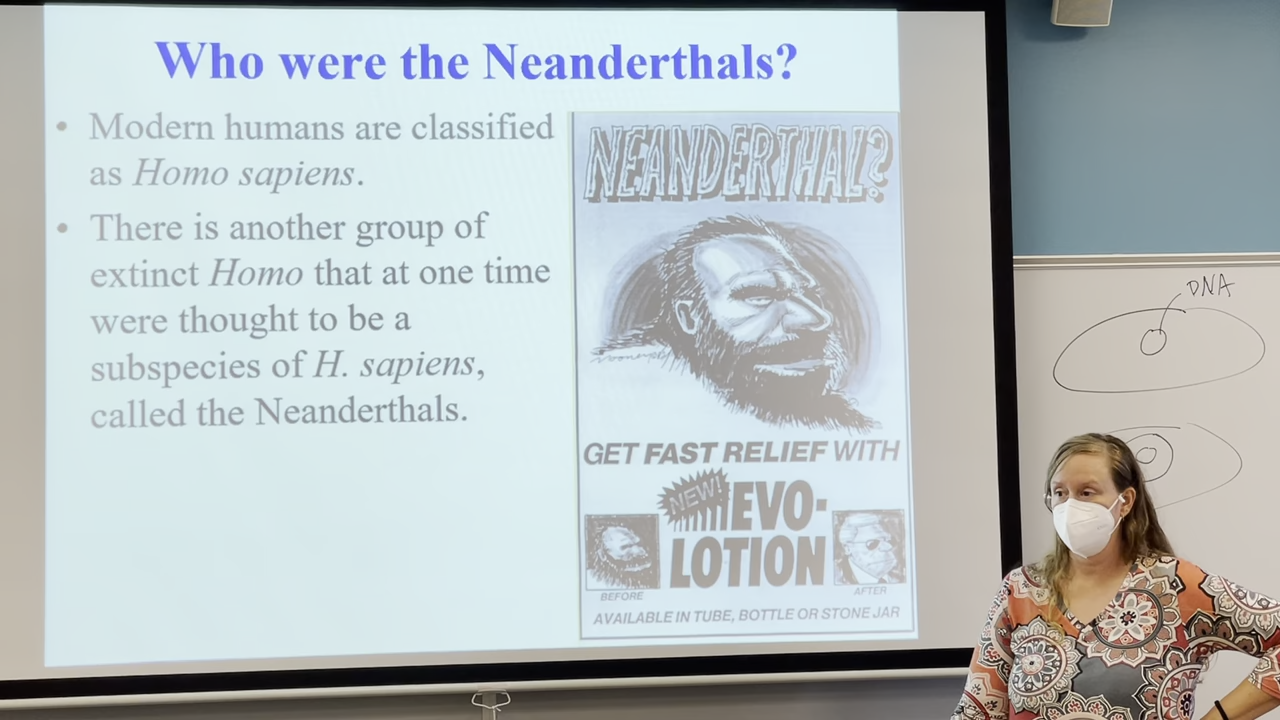 Who were the Neanderthals?
• Modern humans are classified
as Homo sapiens.
• There is another group of
extinct Homo that at one time
were thought to be a
subspecies of H. sapiens,
called the Neanderthals.
NEANDERTHAL?
GET FAST RELIEF WITH
NEW! EVO-
LOTION
BEFORE
AFTER
AVAILABLE IN TUBE, BOTTLE OR STONE JAR
DNA